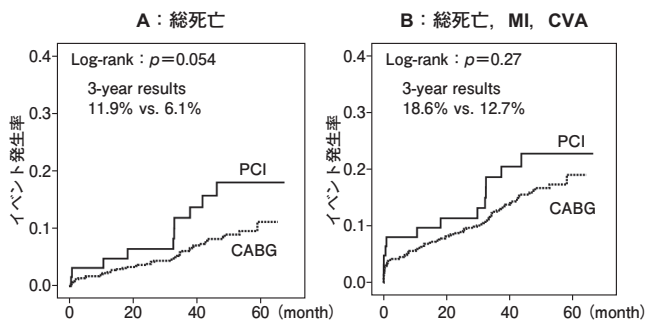 A：総死亡
Log-rank：p＝0.054
3-year results
11.9% vs. 6.1%
イベント発生率
0.4
0.3
0.2
0.1
0.0
PCI
CABG
0 20 40 60 (month)
B：総死亡，MI，CVA
Log-rank：p＝0.27
3-year results
18.6% vs. 12.7%
イベント発生率
0.4
0.3
0.2
0.1
0.0
PCI
CABG
0 20 40 60 (month)